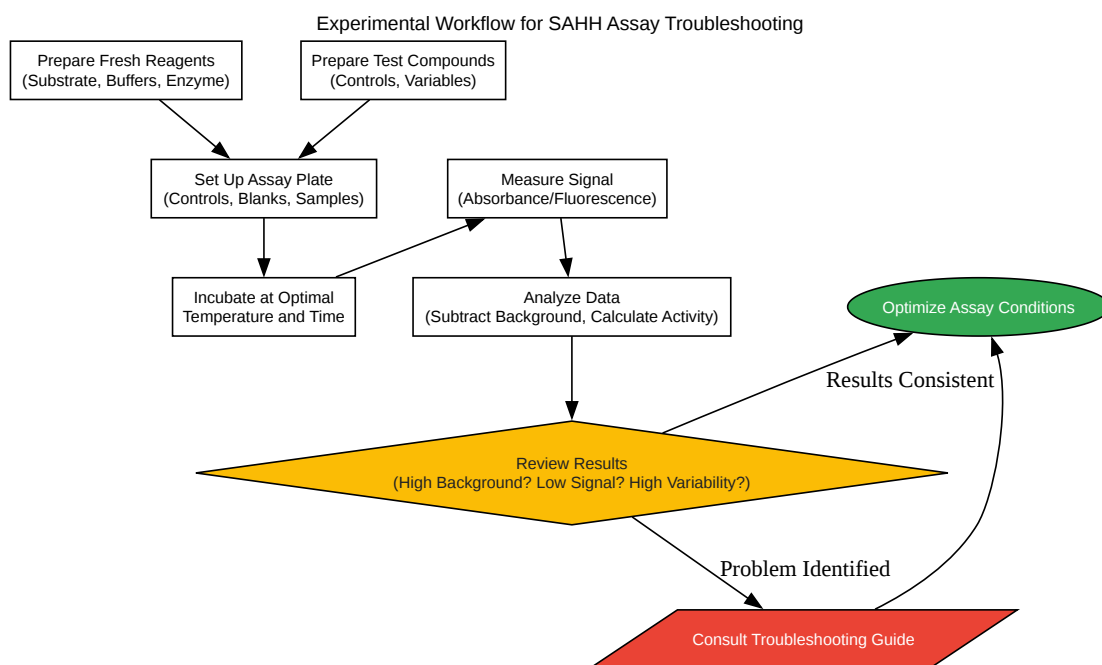 Experimental Workflow for SAHH Assay Troubleshooting
Prepare Fresh Reagents
(Substrate, Buffers, Enzyme)
Prepare Test Compounds
(Controls, Variables)
Set Up Assay Plate
(Controls, Blanks, Samples)
Measure Signal
(Absorbance/Fluorescence)
Incubate at Optimal
Temperature and Time
Analyze Data
(Subtract Background, Calculate Activity)
Optimize Assay Conditions
Results Consistent
Review Results
(High Background? Low Signal? High Variability?)
Problem Identified
Consult Troubleshooting Guide